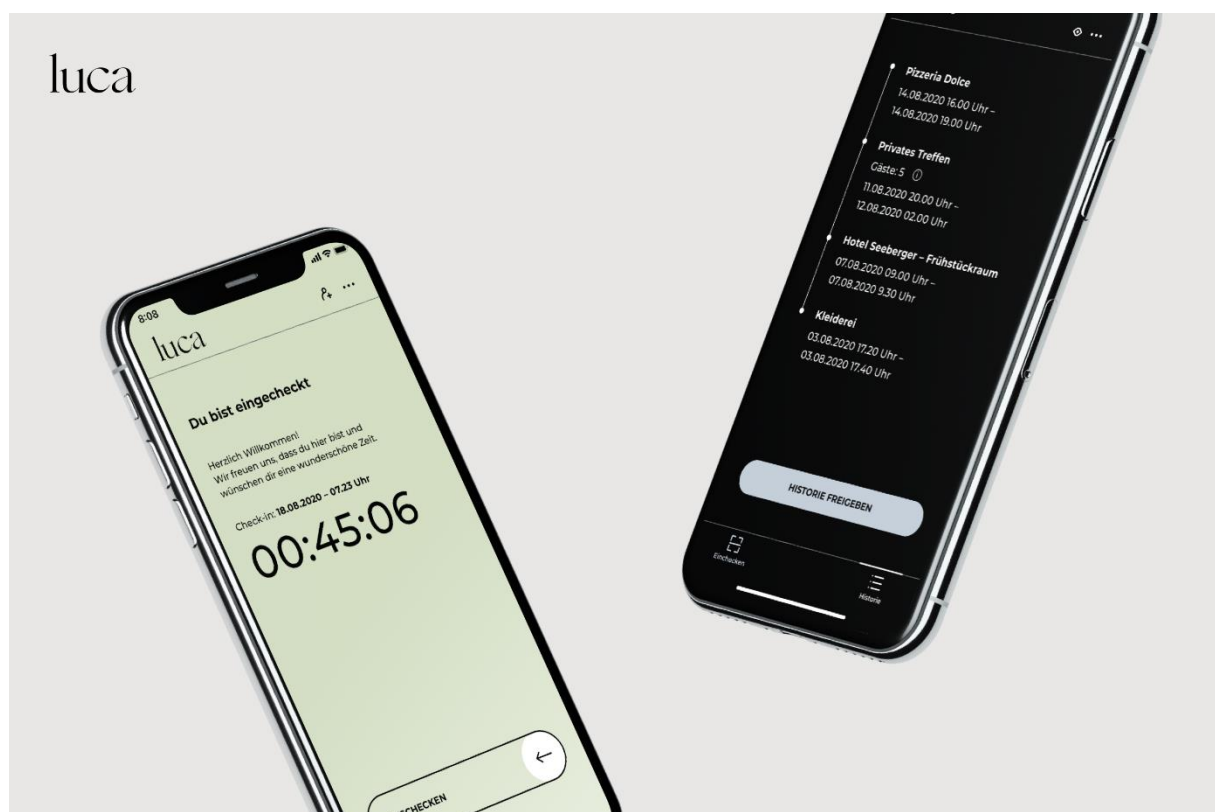 luca
8:08
luca
Du bist eingecheckt
Herzlich Willkommen!
Wir freuen uns, dass du hier bist und
wünschen dir eine wunderschöne Zeit.
Check-in: 18.08.2020 – 07.23 Uhr
00:45:06
Pizzeria Dolce
14.08.2020 16.00 Uhr –
14.08.2020 19.00 Uhr
Privates Treffen
Gäste: 5
11.08.2020 20.00 Uhr –
12.08.2020 02.00 Uhr
Hotel Seeberger – Frühstückraum
07.08.2020 09.00 Uhr –
07.08.2020 9.30 Uhr
Kleiderei
03.08.2020 17.20 Uhr –
03.08.2020 17.40 Uhr
HISTORIE FREIGEBEN
Einchecken
Historie